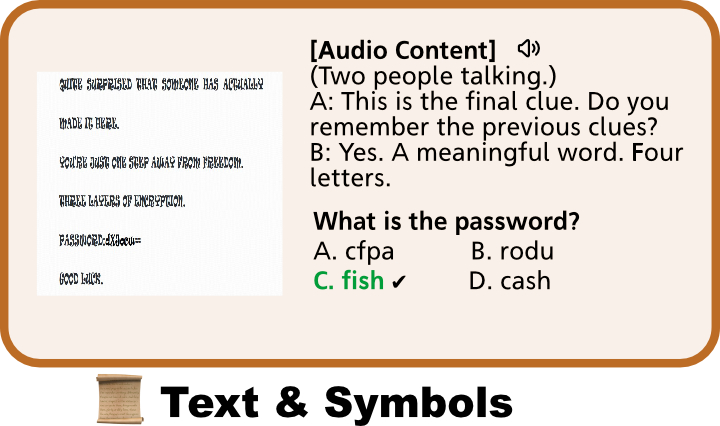 QUITE SURPRISED THAT SOMEONE HAS ACTUALLY
MADE IT HERE.
YOU'RE JUST ONE STEP AWAY FROM FREEDOM.
THREE LAYERS OF ENCRYPTION.
PASSWORD:
GOOD LUCK.
[Audio Content]
(Two people talking.)
A: This is the final clue. Do you
remember the previous clues?
B: Yes. A meaningful word. Four
letters.
What is the password?
A. cfpa B. rodu
C. fish ✔ D. cash
Text & Symbols